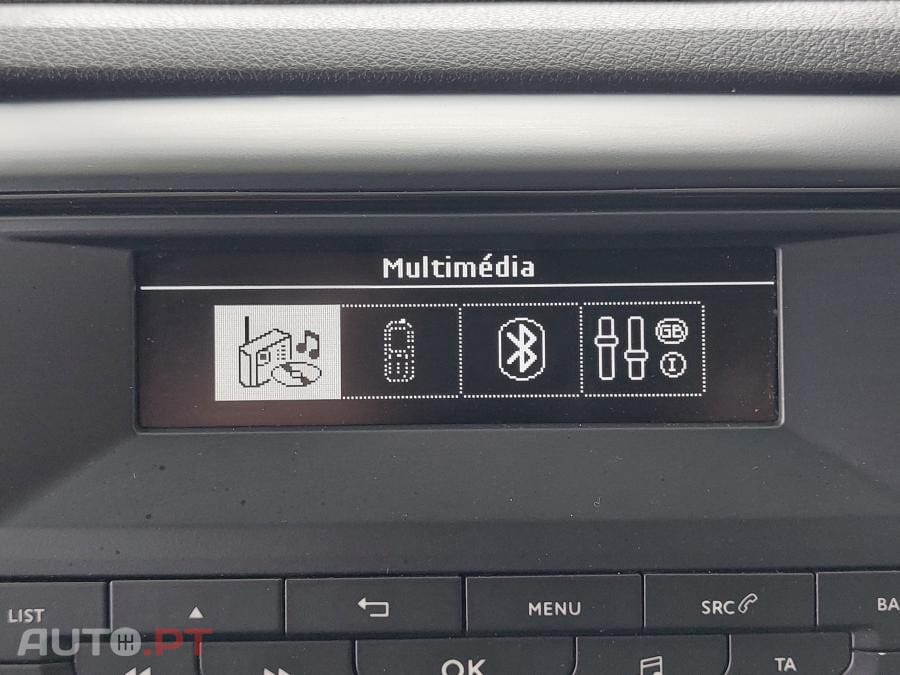 Multimédia
GB
I
LIST
MENU
SRC
BA
OK
TA
AUTO.PT